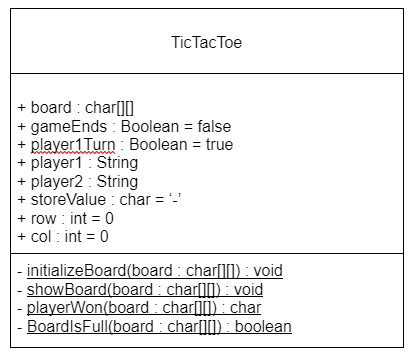 TicTacToe
+ board : char[][]
+ gameEnds : Boolean = false
+ player1Turn : Boolean = true
+ player1 : String
+ player2 : String
+ storeValue : char = ‘-’
+ row : int = 0
+ col : int = 0
- initializeBoard(board : char[][]) : void
- showBoard(board : char[][]) : void
- playerWon(board : char[][]) : char
- BoardIsFull(board : char[][]) : boolean